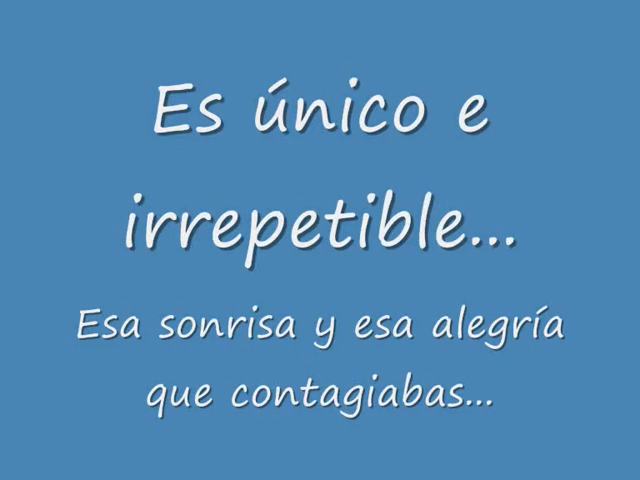 Es único e
irrepetible...
Esa sonrisa y esa alegría
que contagiabas...